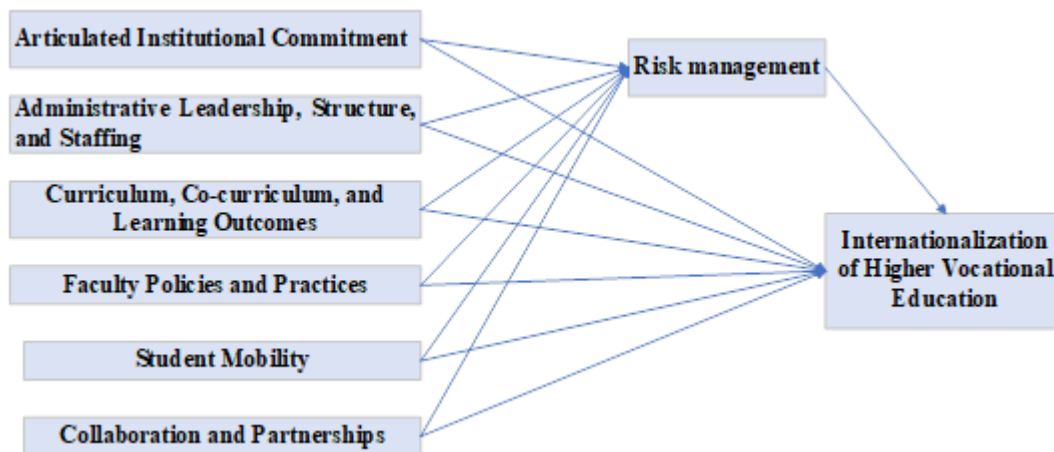 Articulated Institutional Commitment
Risk management
Administrative Leadership, Structure,
and Staffing
Curriculum, Co-curriculum, and
Learning Outcomes
Internationalization
of Higher Vocational
Education
Faculty Policies and Practices
Student Mobility
Collaboration and Partnerships